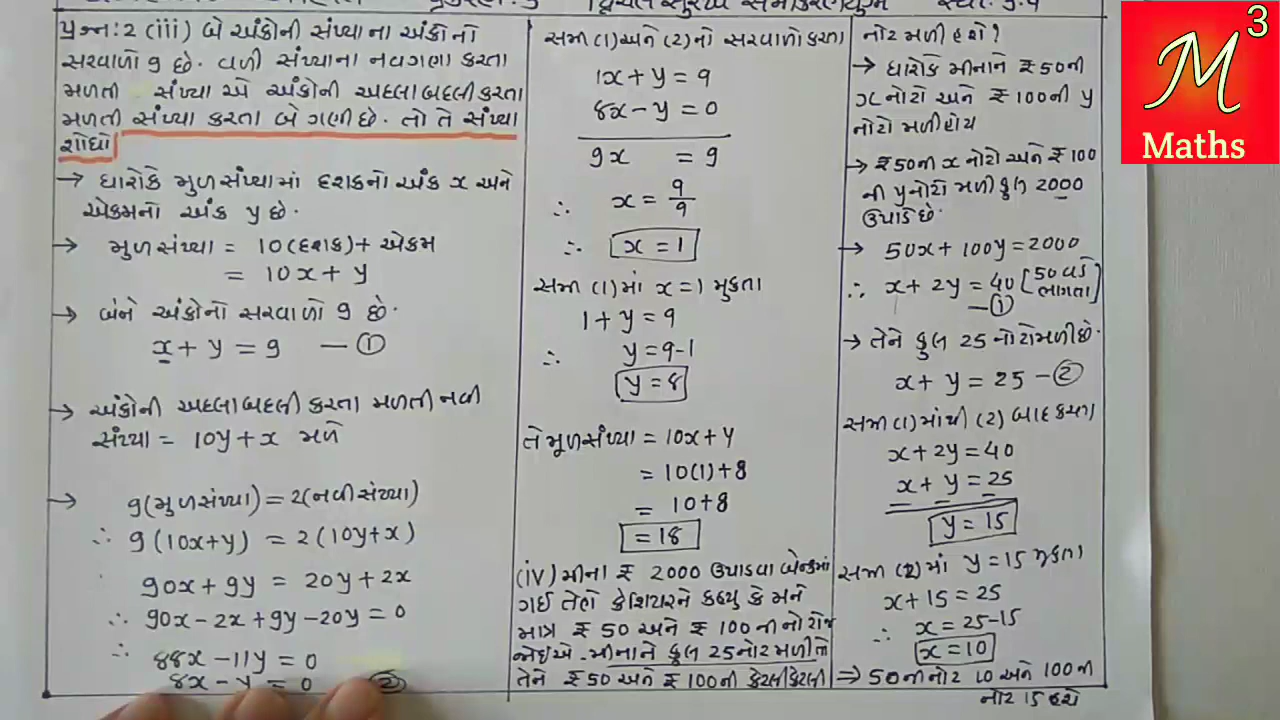 પ્રશ્ન:2 (iii) બે અંકોની સંખ્યાના અંકોનો
સરવાળો 9 છે. વળી સંખ્યાના નવગણા કરતા
મળતી સંખ્યા એ અંકોની અદલાબદલી કરતા
મળતી સંખ્યા કરતા બે ગણી છે. તો તે સંખ્યા
શોધો
→ ધારોકે મુળસંખ્યામાં દશકનો અંક x અને
એકમનો અંક y છે.
→ મુળસંખ્યા = 10(દશક)+ એકમ
= 10x + y
→ બંને અંકોનો સરવાળો 9 છે.
x + y = 9 — ①
→ અંકોની અદલાબદલી કરતા મળતી નવી
સંખ્યા = 10y + x મળે
→ 9(મુળસંખ્યા) = 2(નવીસંખ્યા)
∴ 9(10x+y) = 2(10y+x)
90x + 9y = 20y + 2x
∴ 90x - 2x + 9y - 20y = 0
∴ 88x - 11y = 0
8x - y = 0 ②
સમી (1) અને (2)નો સરવાળો કરતા
1x + y = 9
8x - y = 0
9x = 9
∴ x = 9/9
∴ x = 1
સમી (1)માં x = 1 મુકતા
1 + y = 9
∴ y = 9-1
y = 8
તે મૂળસંખ્યા = 10x + y
= 10(1) + 8
= 10 + 8
= 18
(iv) મીના ₹ 2000 ઉપાડવા બેન્કમાં
ગઈ તેણે કેશિયરને કહ્યુ કે મને
માત્ર ₹ 50 અને ₹ 100 ની નોટોજ
જોઇએ. મીનાને કુલ 25 નોટ મળી તો
તેને ₹ 50 અને ₹ 100ની કેટલીકેટલી
નોટ મળી હશે?
→ ધારોકે મીનાને ₹ 50ની
x નોટો અને ₹ 100ની y
નોટો મળીહોય
→ ₹ 50ની x નોટો અને ₹ 100
ની y નોટો મળી કુલ 2000
ઉપાડે છે.
→ 50x + 100y = 2000
∴ x + 2y = 40 [50 વડે ભાગતા]
— ①
→ તેને કુલ 25 નોટો મળી છે.
x + y = 25 — ②
સમી (1) માંથી (2) બાદ કરતા
x + 2y = 40
x + y = 25
y = 15
સમી (2) માં y = 15 મુકતા
x + 15 = 25
∴ x = 25-15
x = 10
⇒ 50ની નોટ 10 અને 100ની
નોટ 15 હશે
M3
Maths